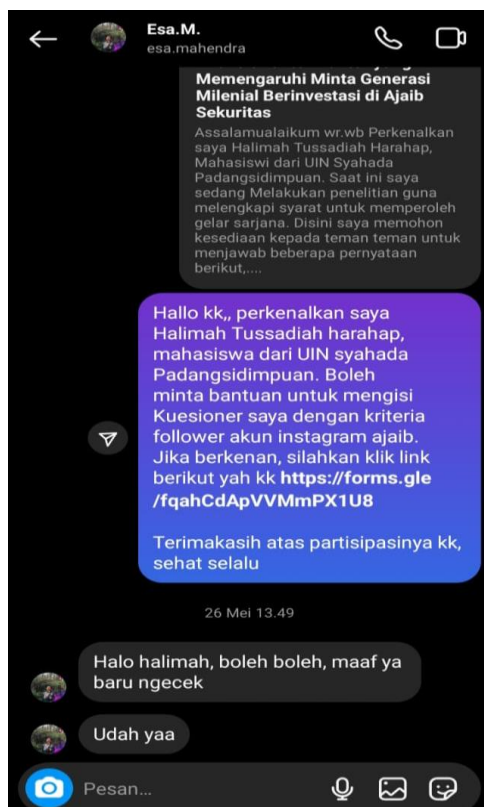 Esa.M.
esa.mahendra
Memengaruhi Minta Generasi
Milenial Berinvestasi di Ajaib
Sekuritas
Assalamualaikum wr.wb Perkenalkan
saya Halimah Tussadiah Harahap,
Mahasiswi dari UIN Syahada
Padangsidimpuan. Saat ini saya
sedang Melakukan penelitian guna
melengkapi syarat untuk memperoleh
gelar sarjana. Disini saya memohon
kesediaan kepada teman teman untuk
menjawab beberapa pernyataan
berikut,....
Hallo kk,, perkenalkan saya
Halimah Tussadiah harahap,
mahasiswa dari UIN syahada
Padangsidimpuan. Boleh
minta bantuan untuk mengisi
Kuesioner saya dengan kriteria
follower akun instagram ajaib.
Jika berkenan, silahkan klik link
berikut yah kk https://forms.gle
/fqahCdApVVMmPX1U8
Terimakasih atas partisipasinya kk,
sehat selalu
26 Mei 13.49
Halo halimah, boleh boleh, maaf ya
baru ngecek
Udah yaa
Pesan...